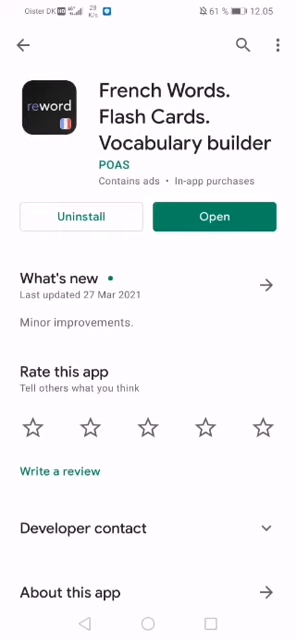 Oister DK 28 K/s 61 % 12.05
reword
French Words.
Flash Cards.
Vocabulary builder
POAS
Contains ads • In-app purchases
Uninstall
Open
What's new •
Last updated 27 Mar 2021
Minor improvements.
Rate this app
Tell others what you think
Write a review
Developer contact
About this app